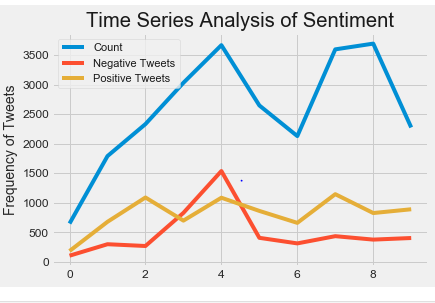 Time Series Analysis of Sentiment
Count
Negative Tweets
Positive Tweets
Frequency of Tweets
3500
3000
2500
2000
1500
1000
500
0
0 2 4 6 8